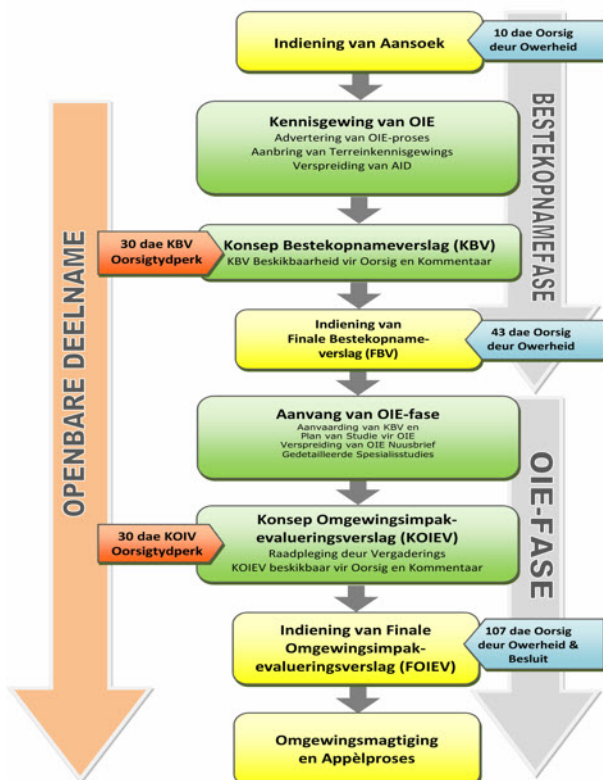 Indiening van Aansoek
10 dae Oorsig
deur Owerheid
Kennisgewing van OIE
Advertering van OIE-proses
Aanbring van Terreinkennisgewings
Verspreiding van AID
BESTEKOPNAMEFASE
OPENBARE DEELNAME
30 dae KBV
Oorsigtydperk
Konsep Bestekopnameverslag (KBV)
KBV Beskikbaarheid vir Oorsig en Kommentaar
Indiening van
Finale Bestekopname-
verslag (FBV)
43 dae Oorsig
deur Owerheid
Aanvang van OIE-fase
Aanvaarding van KBV en
Plan van Studie vir OIE
Verspreiding van OIE Nuusbrief
Gedetailleerde Spesialisstudies
OIE-FASE
30 dae KOIV
Oorsigtydperk
Konsep Omgewingsimpak-
evalueringsverslag (KOIEV)
Raadpleging deur Vergaderings
KOIEV beskikbaar vir Oorsig en Kommentaar
Indiening van Finale
Omgewingsimpak-
evalueringsverslag (FOIEV)
107 dae Oorsig
deur Owerheid &
Besluit
Omgewingsmagtiging
en Appèlproses